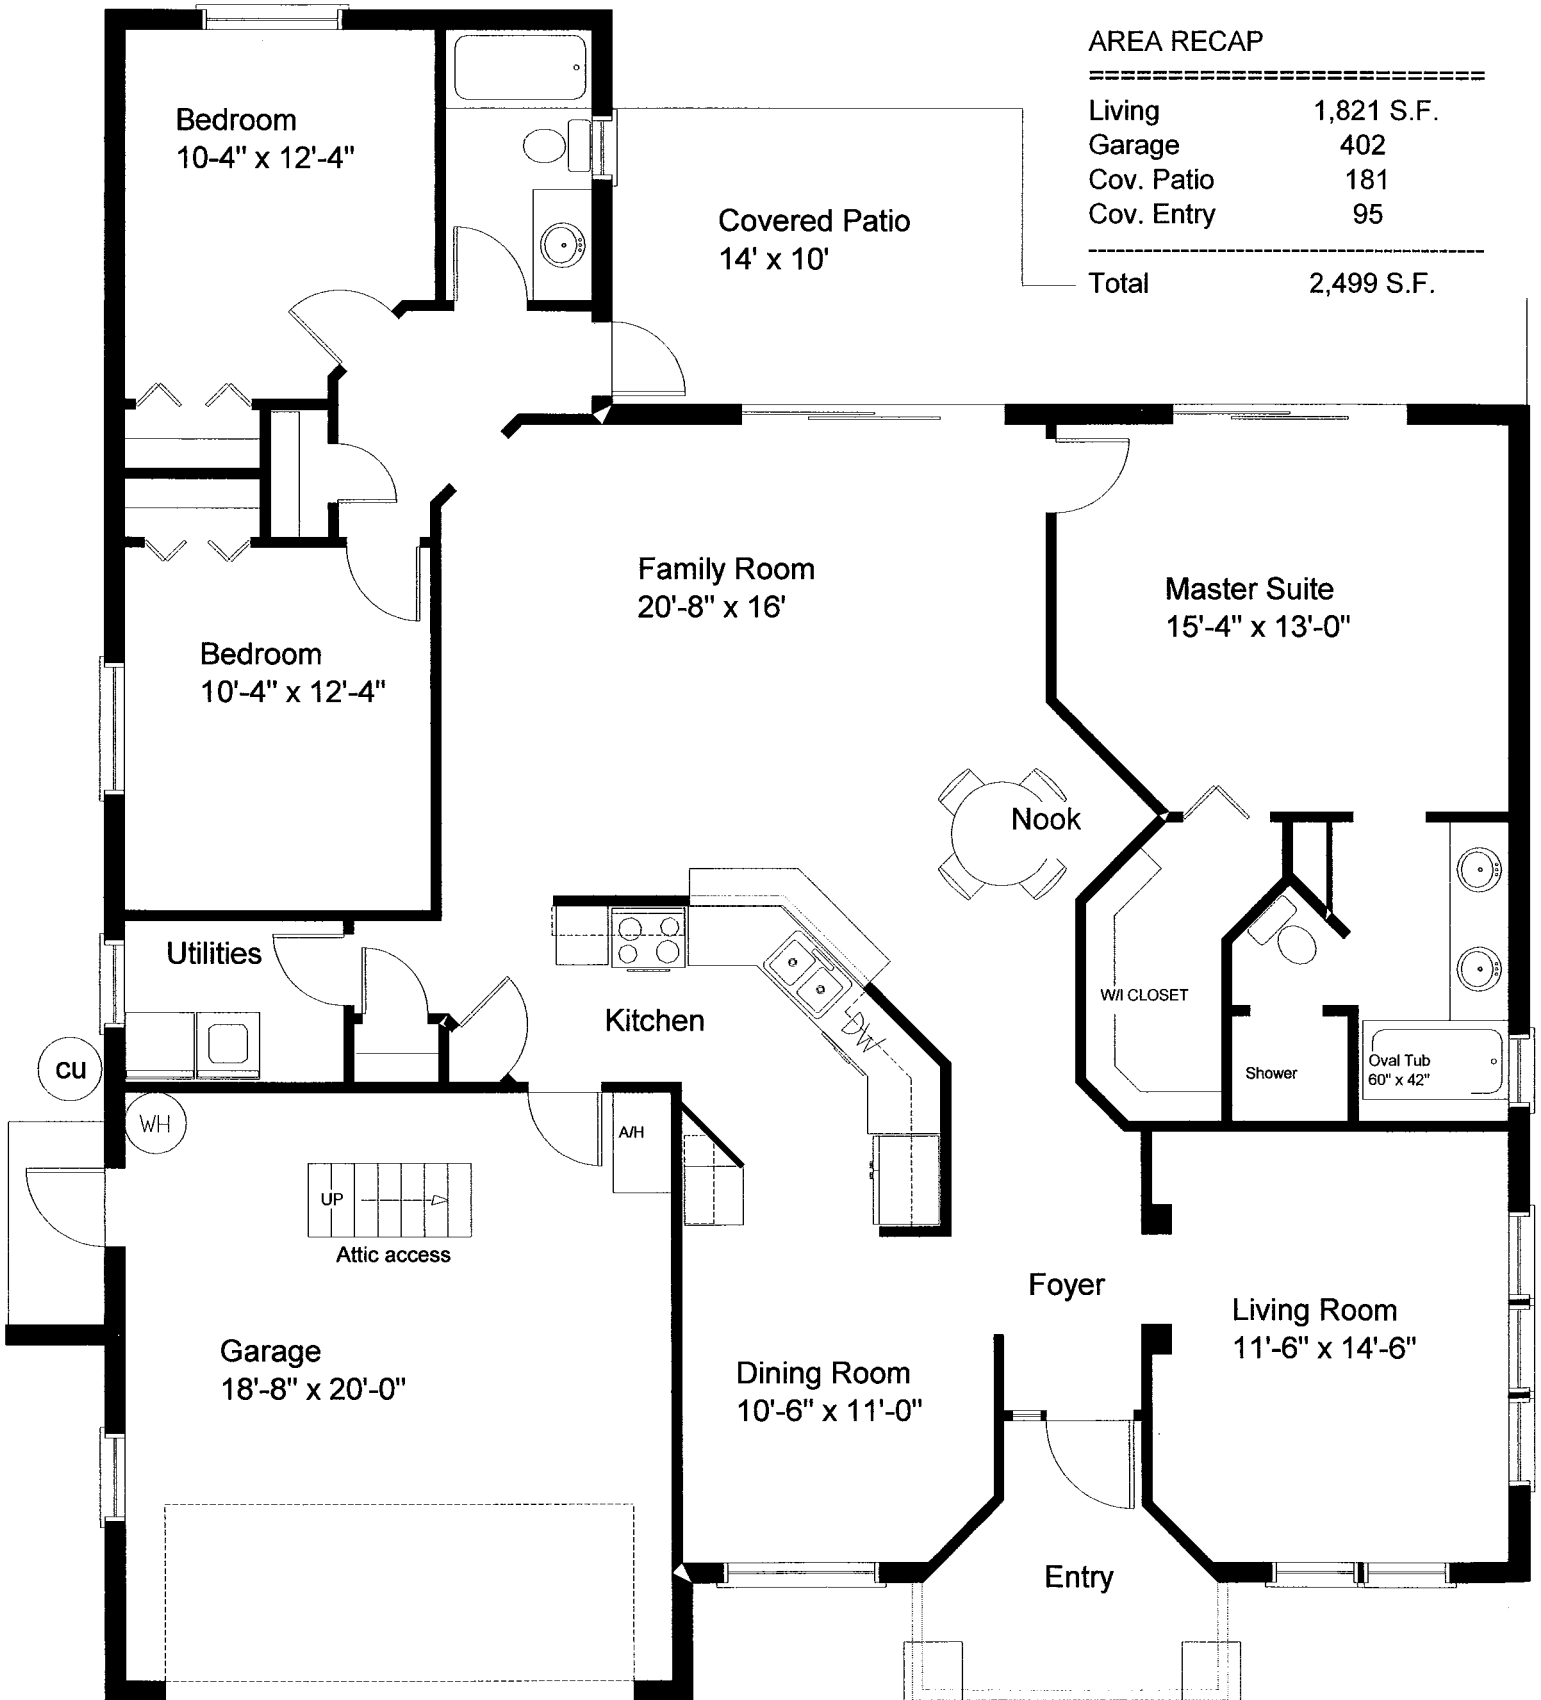 AREA RECAP
==========================
Living 1,821 S.F.
Garage 402
Cov. Patio 181
Cov. Entry 95
------------------------------------------------
Total 2,499 S.F.
Bedroom
10-4" x 12'-4"
Covered Patio
14' x 10'
Family Room
20'-8" x 16'
Master Suite
15'-4" x 13'-0"
Bedroom
10'-4" x 12'-4"
Nook
Utilities
Kitchen
DW
W/I CLOSET
cu
Shower
Oval Tub
60" x 42"
WH
A/H
UP
Attic access
Foyer
Living Room
11'-6" x 14'-6"
Garage
18'-8" x 20'-0"
Dining Room
10'-6" x 11'-0"
Entry